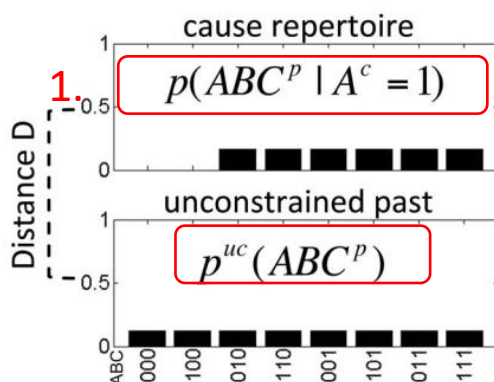 cause repertoire
1
1.
p(ABC^p | A^c = 1)
0.5
0
Distance D
unconstrained past
1
p^{uc}(ABC^p)
0.5
0
ABC 000 100 010 110 001 101 011 111